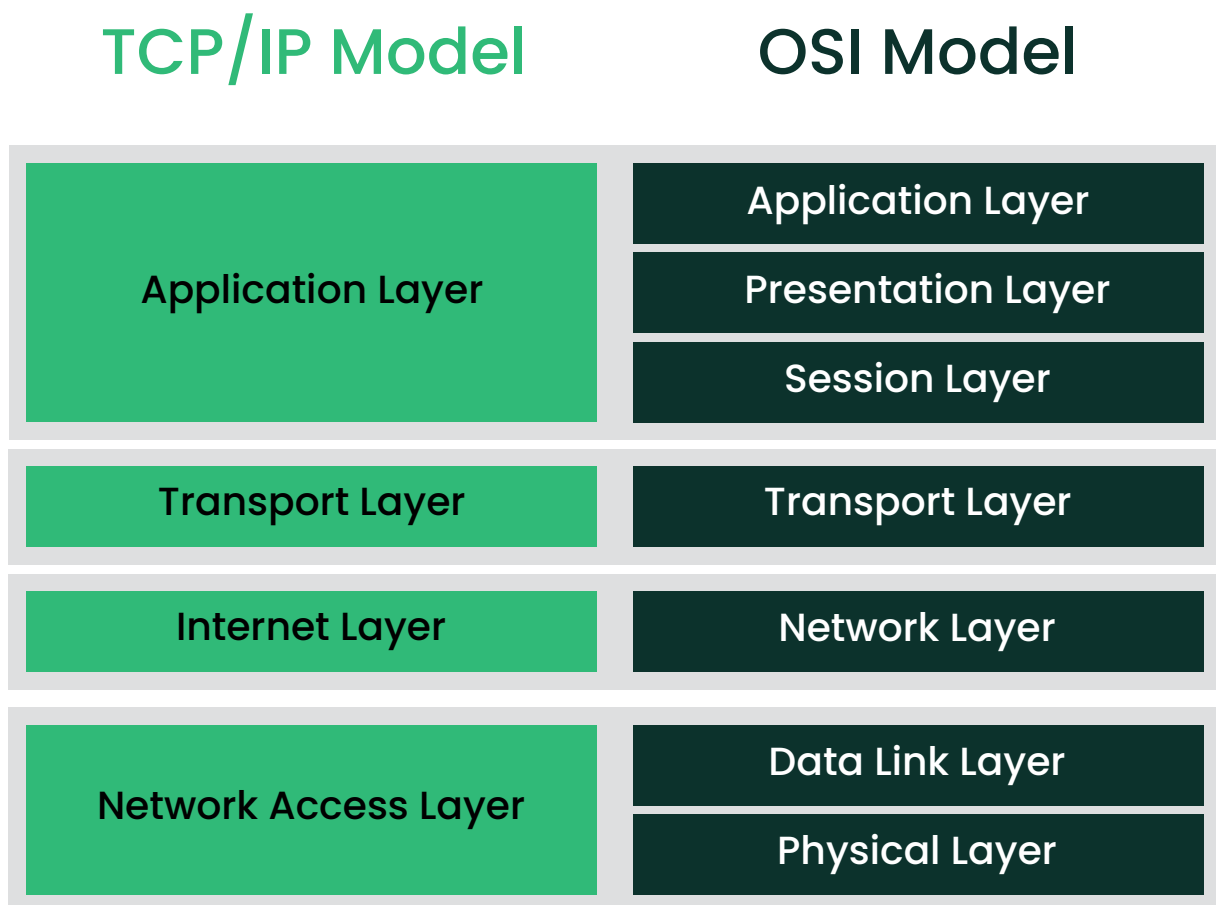 TCP/IP Model
OSI Model
Application Layer
Application Layer
Presentation Layer
Session Layer
Transport Layer
Transport Layer
Internet Layer
Network Layer
Network Access Layer
Data Link Layer
Physical Layer